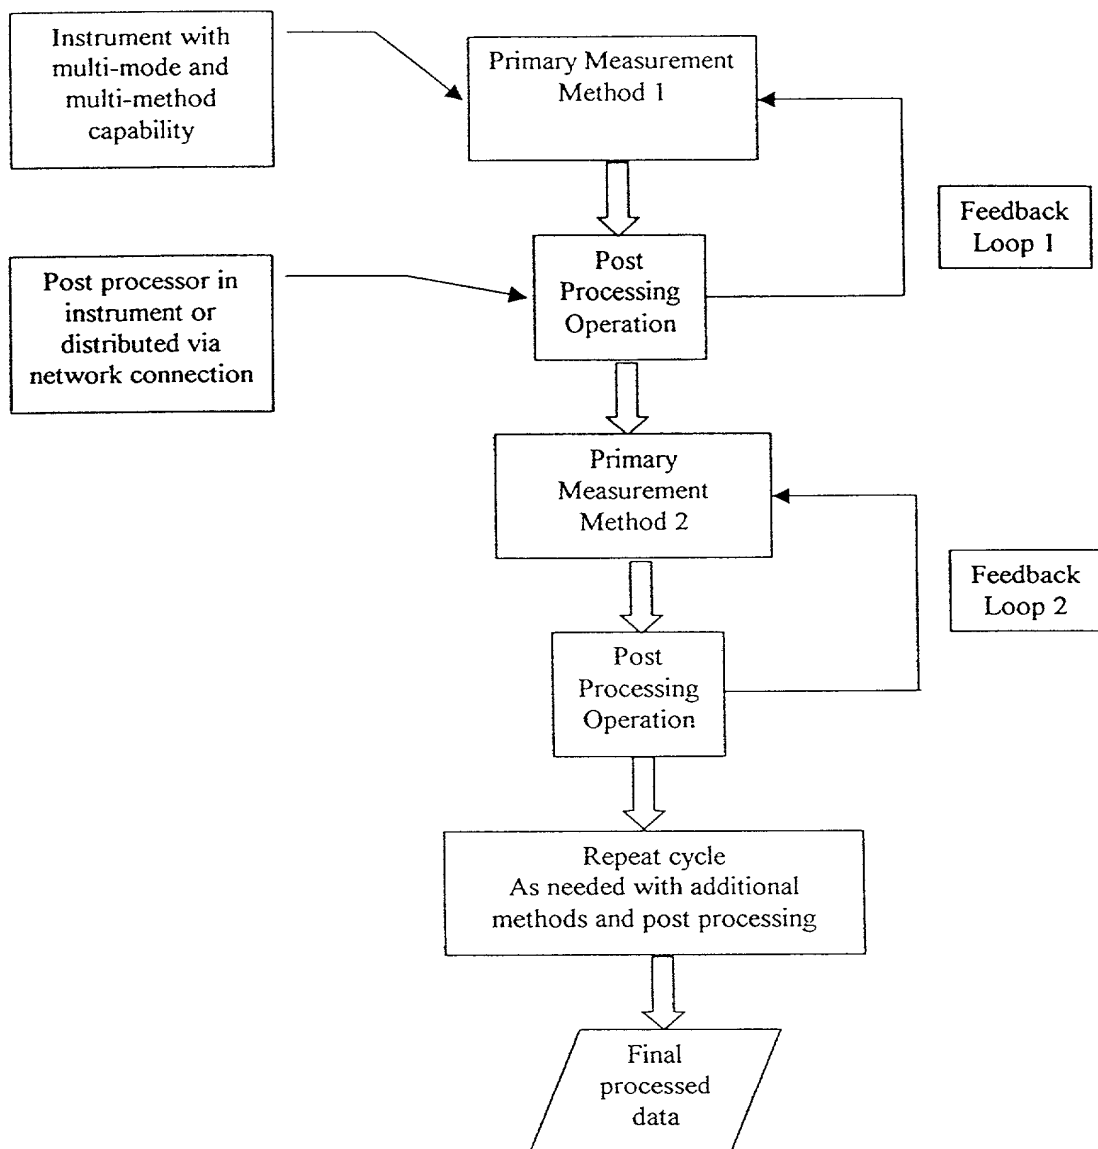 Instrument with
multi-mode and
multi-method
capability
Primary Measurement
Method 1
Feedback
Loop 1
Post processor in
instrument or
distributed via
network connection
Post
Processing
Operation
Primary
Measurement
Method 2
Feedback
Loop 2
Post
Processing
Operation
Repeat cycle
As needed with additional
methods and post processing
Final
processed
data